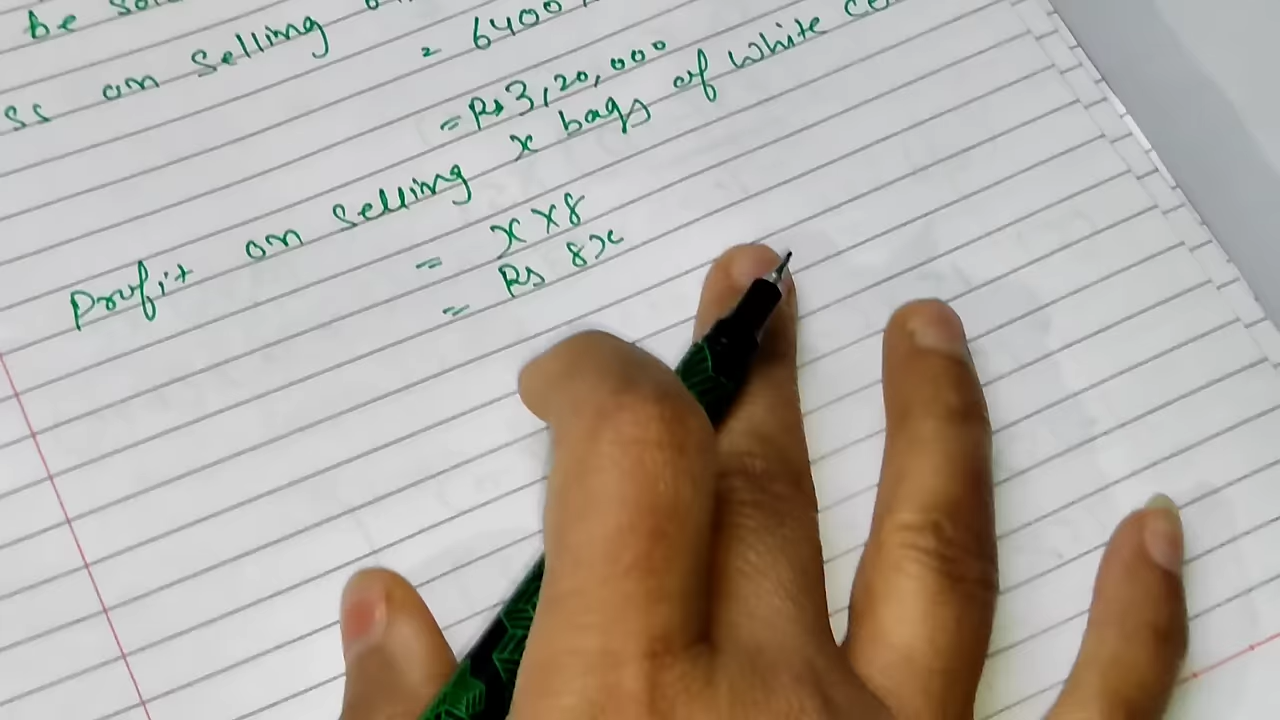 be
ss on selling
= 6400
= Rs 3,20,000
Profit on selling x bags of white
= x × 8
= Rs 8x